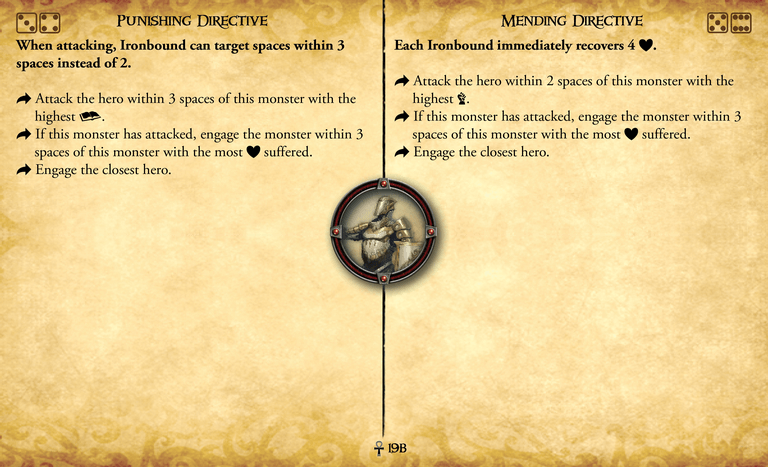 Punishing Directive
When attacking, Ironbound can target spaces within 3
spaces instead of 2.
Attack the hero within 3 spaces of this monster with the
highest .
If this monster has attacked, engage the monster within 3
spaces of this monster with the most suffered.
Engage the closest hero.
Mending Directive
Each Ironbound immediately recovers 4 .
Attack the hero within 2 spaces of this monster with the
highest .
If this monster has attacked, engage the monster within 3
spaces of this monster with the most suffered.
Engage the closest hero.
19B